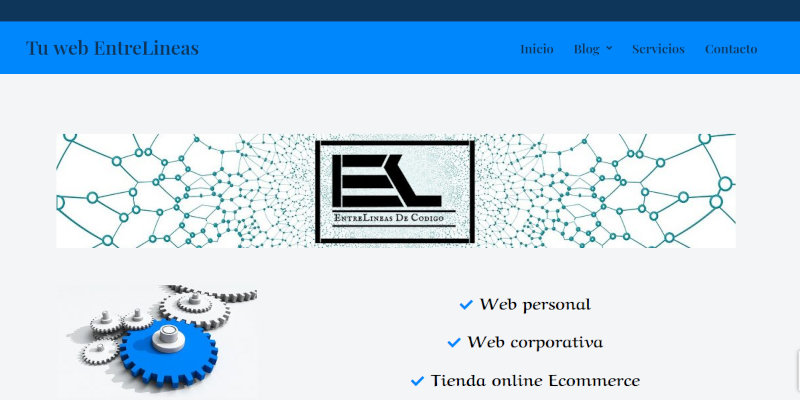 Tu web EntreLineas
Inicio Blog Servicios Contacto
EL
EntreLineas De Codigo
Web personal
Web corporativa
Tienda online Ecommerce